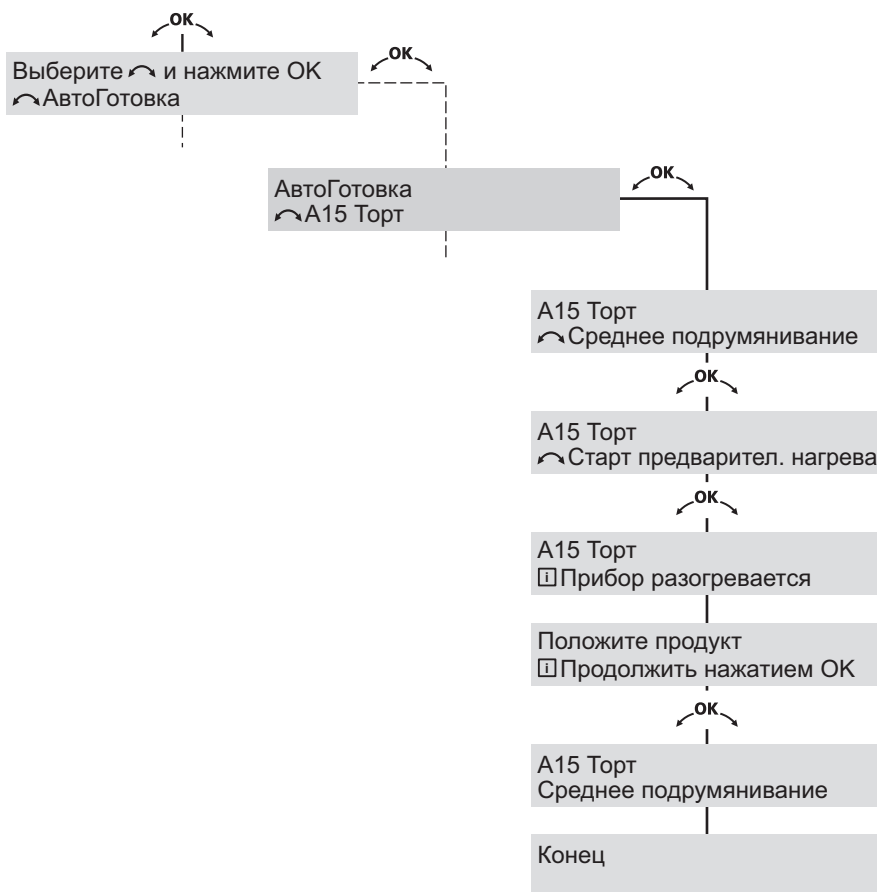 OK
Выберите и нажмите OK
АвтоГотовка
OK
АвтоГотовка
A15 Торт
OK
A15 Торт
Среднее подрумянивание
OK
A15 Торт
Старт предварител. нагрева
OK
A15 Торт
i Прибор разогревается
Положите продукт
i Продолжить нажатием OK
OK
A15 Торт
Среднее подрумянивание
Конец